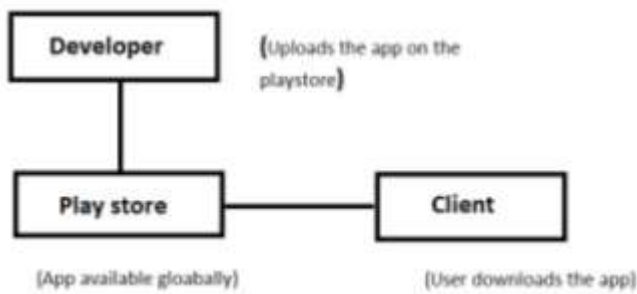 Developer
(Uploads the app on the
playstore)
Play store
Client
(App available gloabally)
(User downloads the app)